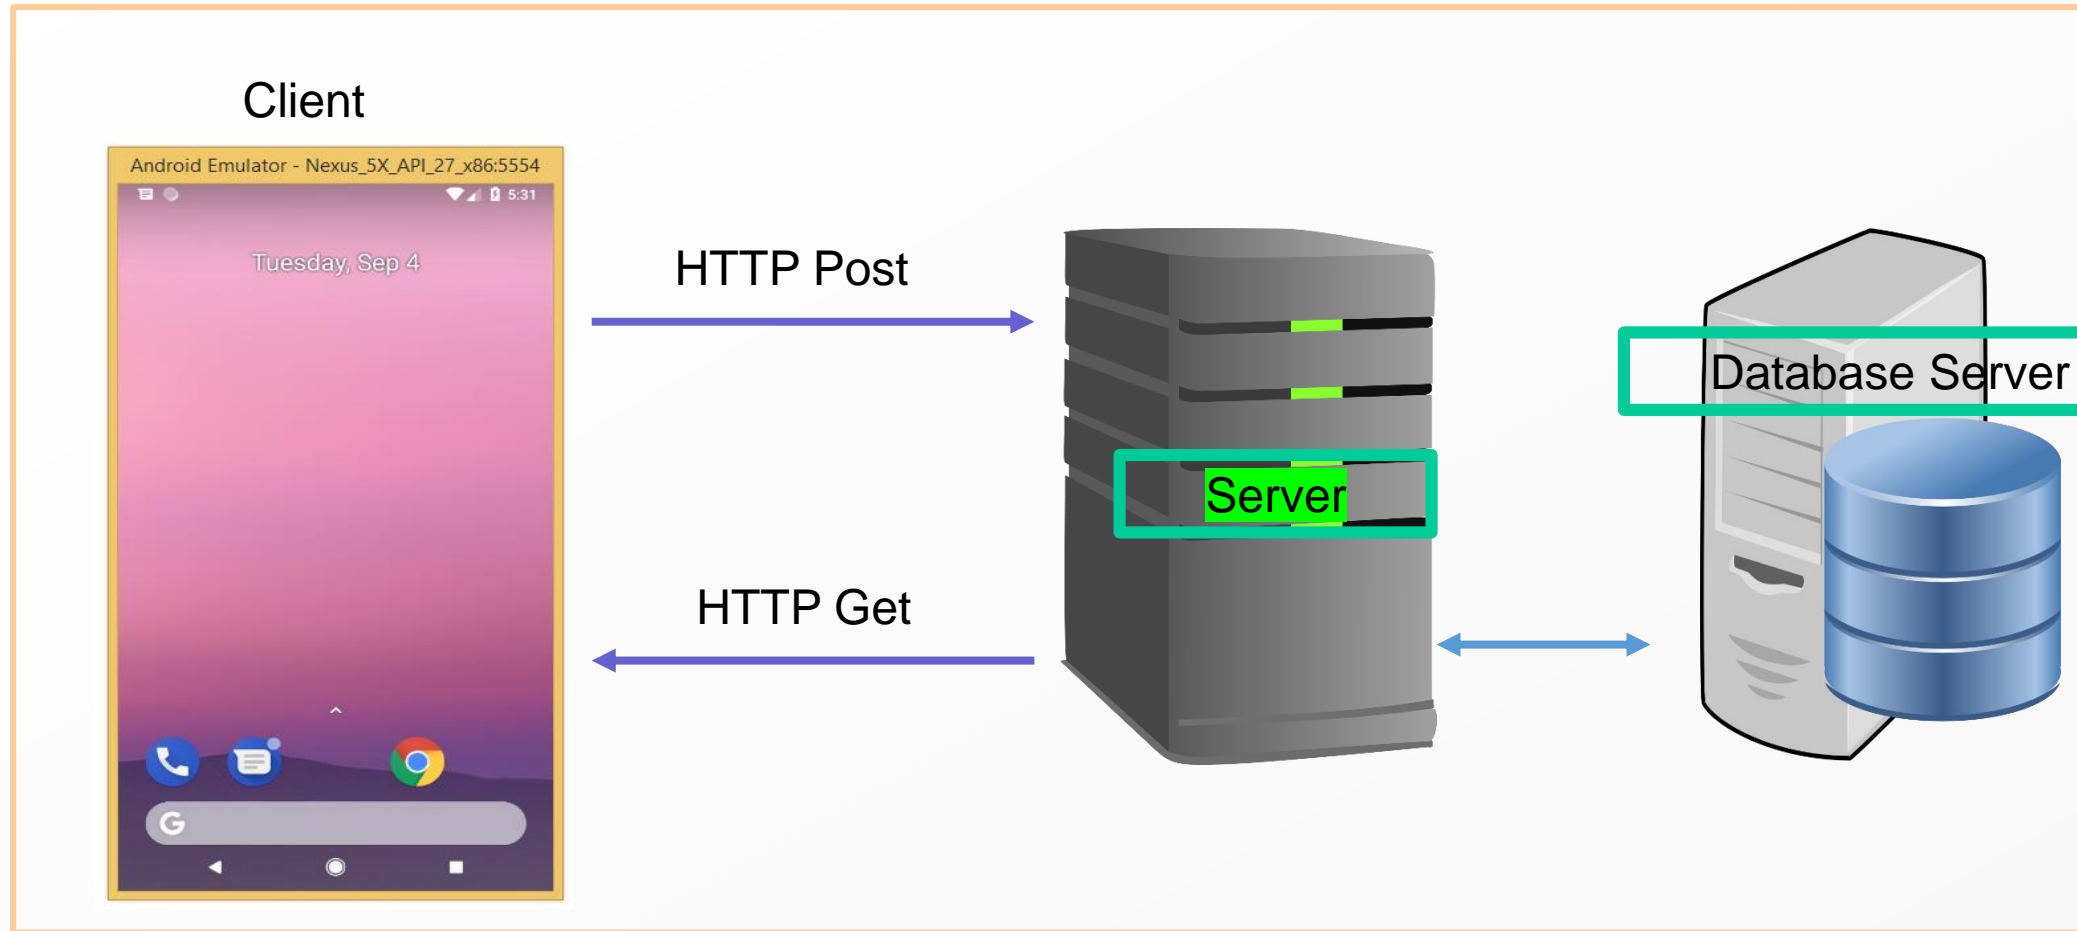 Client
Android Emulator - Nexus_5X_API_27_x86:5554
5:31
Tuesday, Sep 4
HTTP Post
Database Server
Server
HTTP Get
G